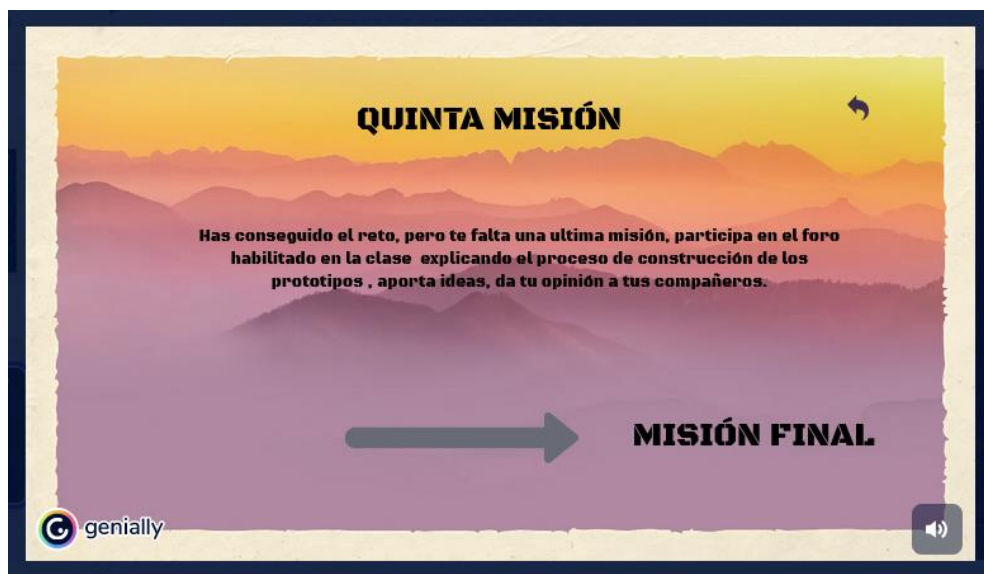 QUINTA MISIÓN
Has conseguido el reto, pero te falta una ultima misión, participa en el foro
habilitado en la clase explicando el proceso de construcción de los
prototipos , aporta ideas, da tu opinión a tus compañeros.
MISIÓN FINAL
genially